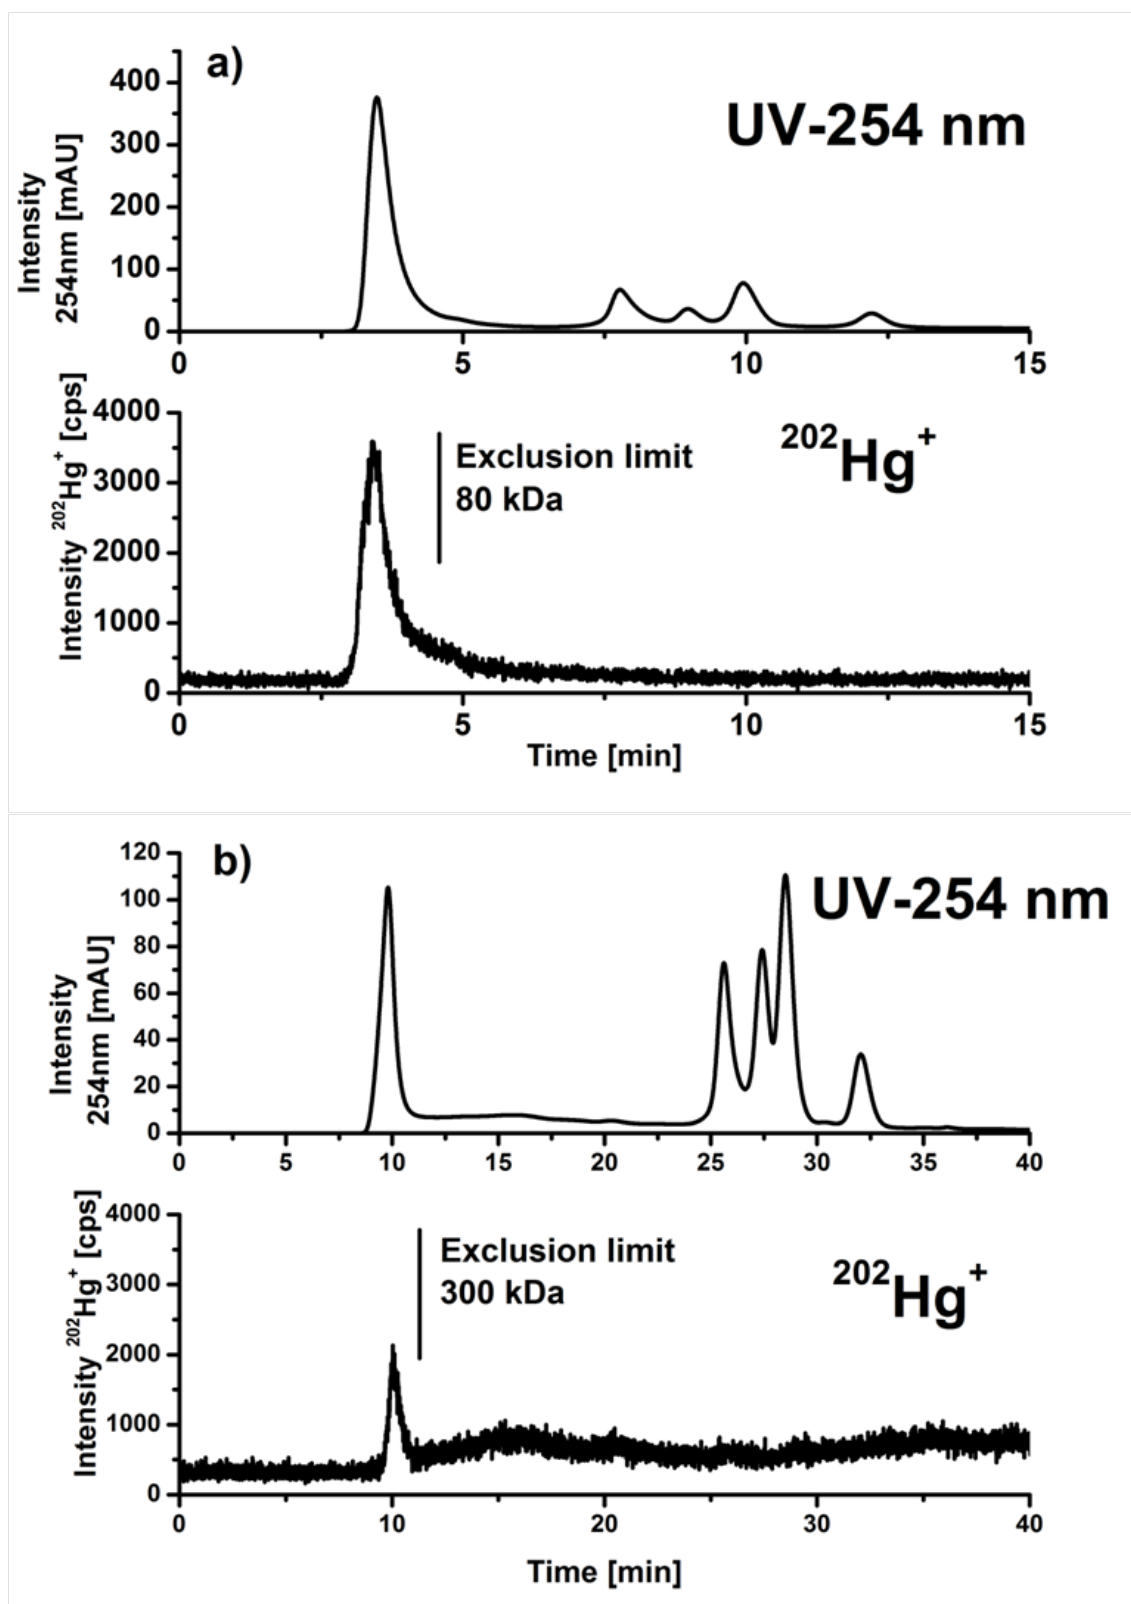 a)
UV-254 nm
Intensity
254nm [mAU]
400
300
200
100
0
0 5 10 15
Intensity ²⁰²Hg⁺ [cps]
4000
3000
2000
1000
0
Exclusion limit
80 kDa
²⁰²Hg⁺
0 5 10 15
Time [min]
b)
UV-254 nm
Intensity
254nm [mAU]
120
100
80
60
40
20
0
0 5 10 15 20 25 30 35 40
Intensity ²⁰²Hg⁺ [cps]
4000
3000
2000
1000
0
Exclusion limit
300 kDa
²⁰²Hg⁺
0 10 20 30 40
Time [min]